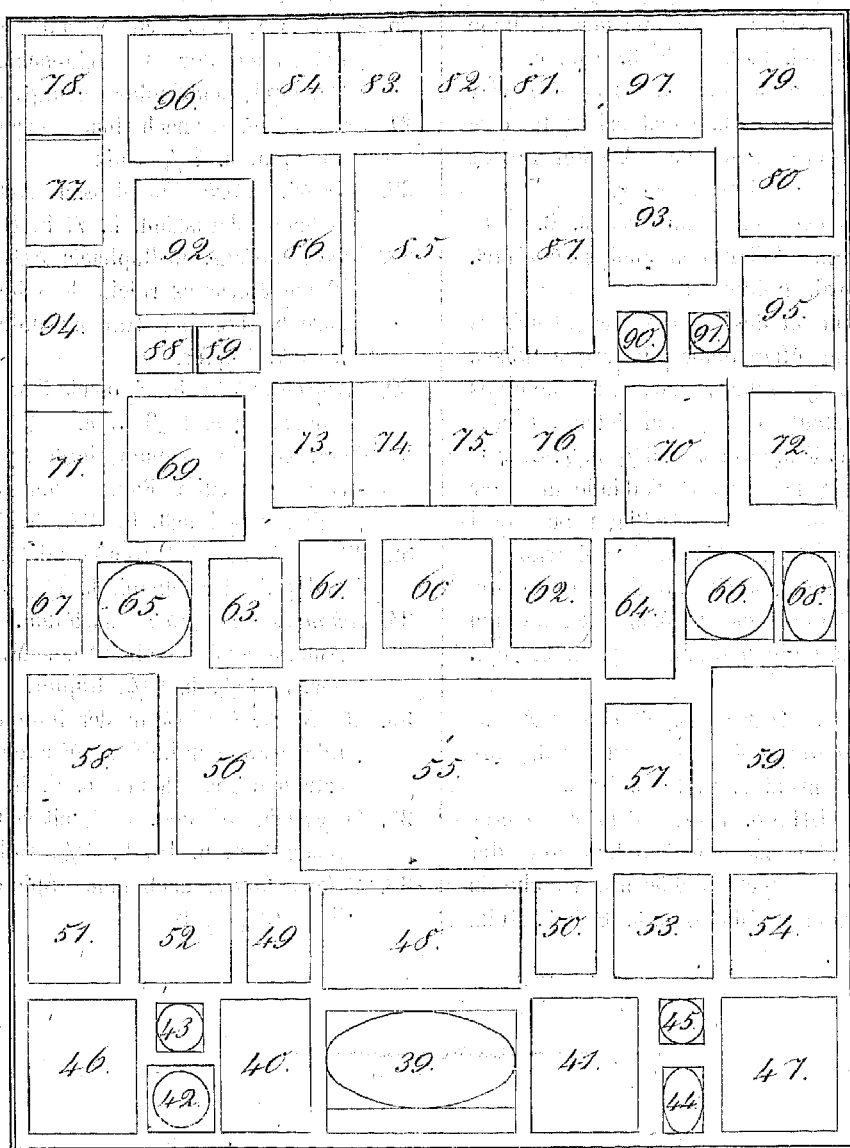 78. 96. 84. 83. 82. 81. 97. 79.
77. 92. 86. 85. 87. 93. 80.
94. 88 89. 90. 91. 95.
71. 69. 73. 74. 75. 76. 70 72.
67 65. 63. 61. 60 62. 64. 66. 68.
58. 56. 55. 57. 59.
51. 52 49 48. 50. 53. 54.
46. 43 40. 39. 41. 45. 47.
42. 44.